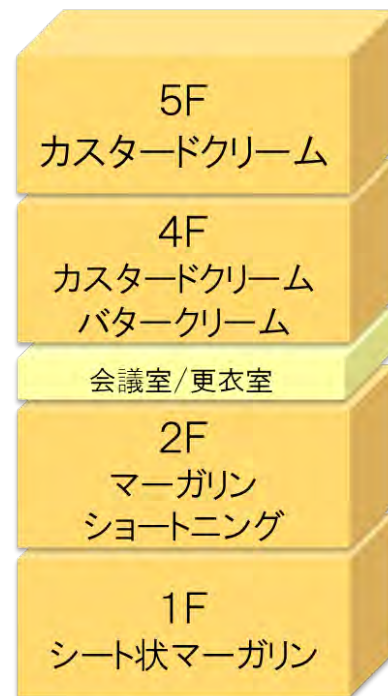 5F
カスタードクリーム
4F
カスタードクリーム
バタークリーム
会議室/更衣室
2F
マーガリン
ショートニング
1F
シート状マーガリン